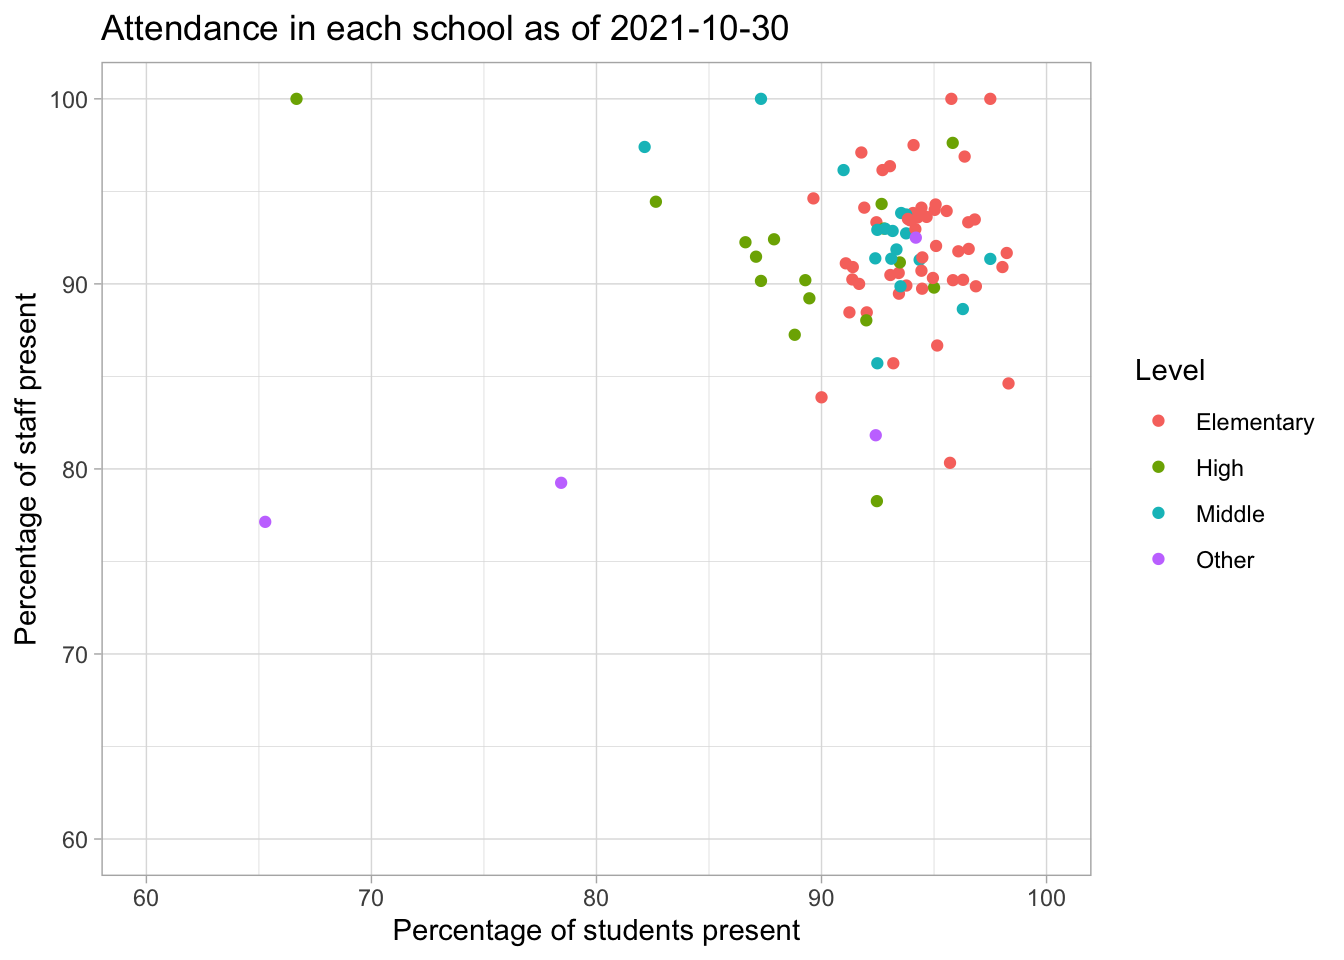 Attendance in each school as of 2021-10-30
Percentage of staff present
100
90
80
70
60
60 70 80 90 100
Percentage of students present
Level
Elementary
High
Middle
Other